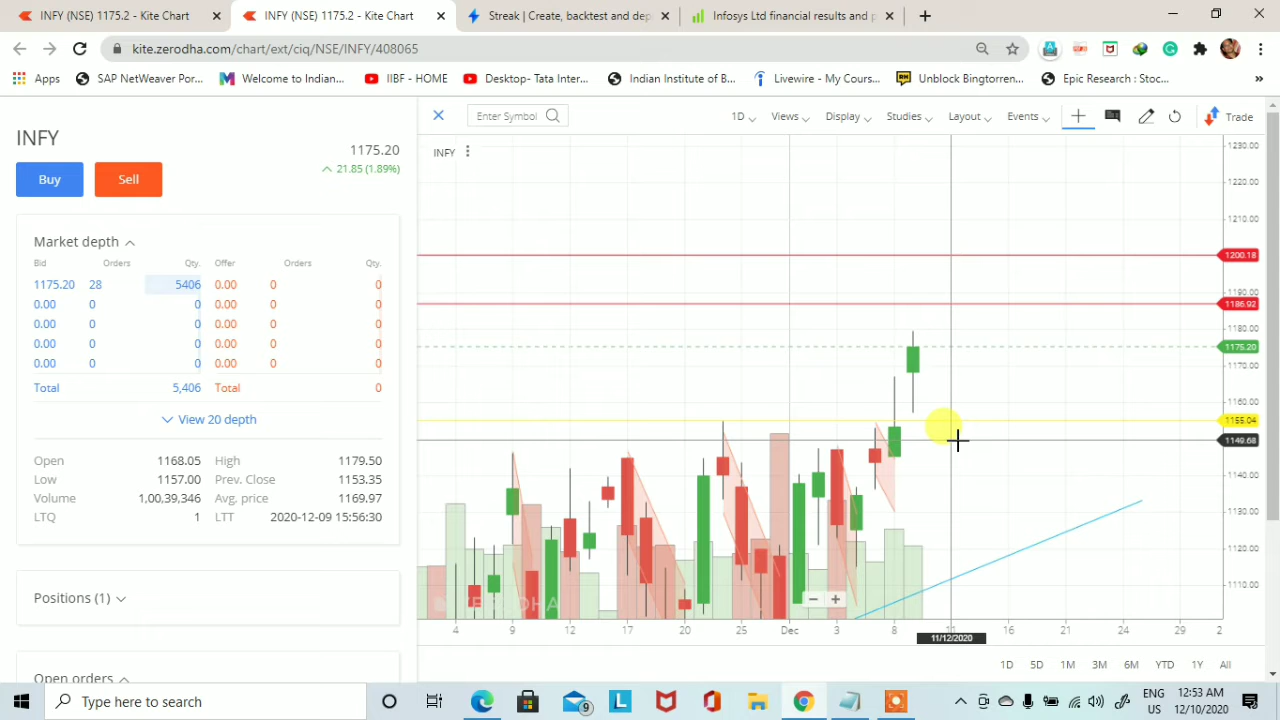 INFY (NSE) 1175.2 - Kite Chart
INFY (NSE) 1175.2 - Kite Chart
Streak | Create, backtest and dep
Infosys Ltd financial results and p
kite.zerodha.com/chart/ext/ciq/NSE/INFY/408065
Apps
SAP NetWeaver Por...
Welcome to Indian...
IIBF - HOME
Desktop- Tata Inter...
Indian Institute of B...
Livewire - My Cours...
Unblock Bingtorren...
Epic Research : Stoc...
»
INFY
1175.20
21.85 (1.89%)
Buy
Sell
Market depth
Bid Orders Qty. Offer Orders Qty.
1175.20 28 5406 0.00 0 0
0.00 0 0 0.00 0 0
0.00 0 0 0.00 0 0
0.00 0 0 0.00 0 0
0.00 0 0 0.00 0 0
Total 5,406 Total 0
View 20 depth
Open 1168.05 High 1179.50
Low 1157.00 Prev. Close 1153.35
Volume 1,00,39,346 Avg. price 1169.97
LTQ 1 LTT 2020-12-09 15:56:30
Positions (1)
Open orders
Enter Symbol
1D
Views
Display
Studies
Layout
Events
Trade
INFY
1230.00
1220.00
1210.00
1200.18
1190.00
1186.92
1180.00
1175.20
1170.00
1160.00
1155.04
1149.68
1140.00
1130.00
1120.00
1110.00
ZERODHA
4 9 12 17 20 25 Dec 3 8 11 16 21 24 29 2
11/12/2020
1D 5D 1M 3M 6M YTD 1Y All
Type here to search
9
ENG
US
12:53 AM
12/10/2020